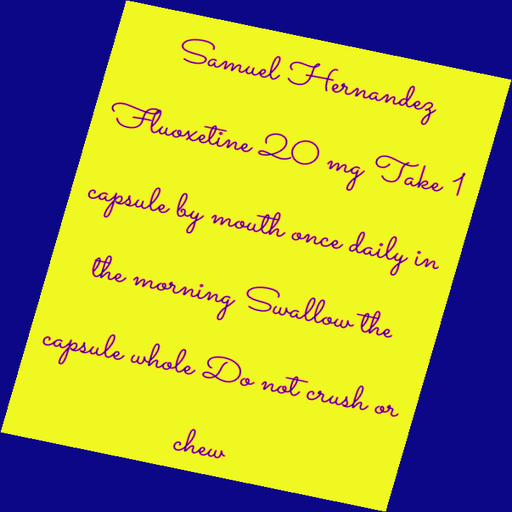 Samuel Hernandez
Fluoxetine 20 mg Take 1
capsule by mouth once daily in
the morning Swallow the
capsule whole Do not crush or
chew